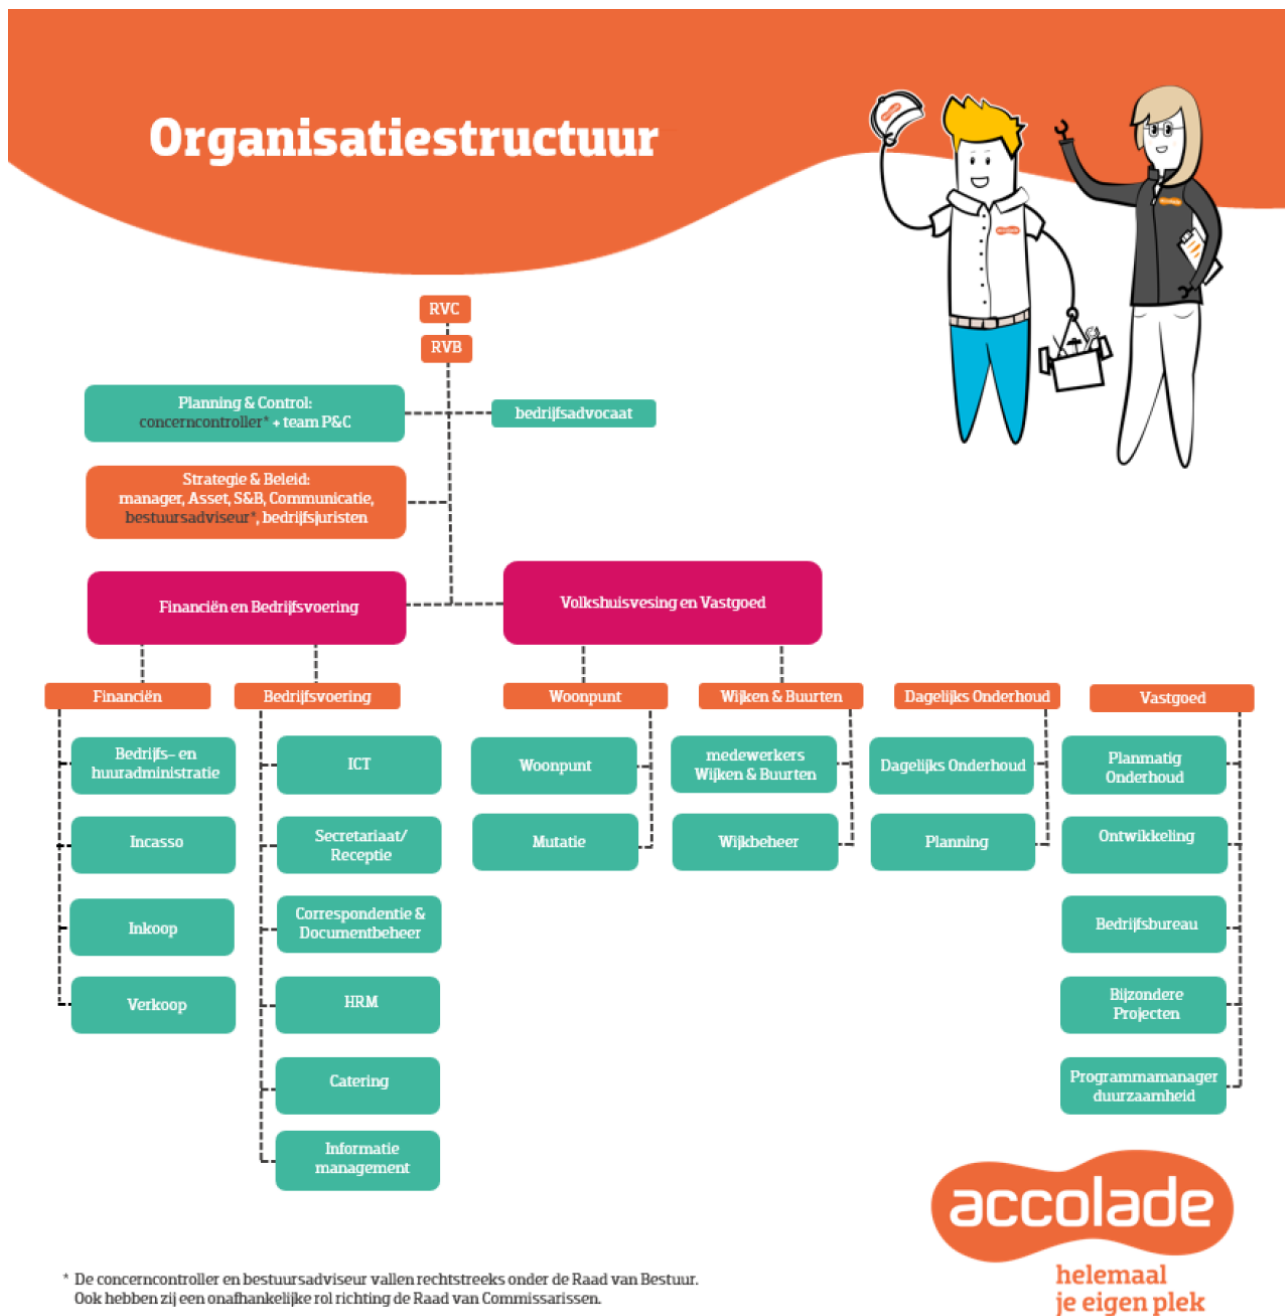 Organisatiestructuur
accolade
accolade
RVC
RVB
Planning & Control:
concerncontroller* + team P&C
bedrijfsadvocaat
Strategie & Beleid:
manager, Asset, S&B, Communicatie,
bestuursadviseur*, bedrijfsjuristen
Financiën en Bedrijfsvoering
Volkshuisvesing en Vastgoed
Financiën
Bedrijfsvoering
Woonpunt
Wijken & Buurten
Dagelijks Onderhoud
Vastgoed
Bedrijfs- en
huuradministratie
Incasso
Inkoop
Verkoop
ICT
Secretariaat/
Receptie
Correspondentie &
Documentbeheer
HRM
Catering
Informatie
management
Woonpunt
Mutatie
medewerkers
Wijken & Buurten
Wijkbeheer
Dagelijks Onderhoud
Planning
Planmatig
Onderhoud
Ontwikkeling
Bedrijfsbureau
Bijzondere
Projecten
Programmamanager
duurzaamheid
accolade
helemaal
je eigen plek
* De concerncontroller en bestuursadviseur vallen rechtstreeks onder de Raad van Bestuur.
Ook hebben zij een onafhankelijke rol richting de Raad van Commissarissen.